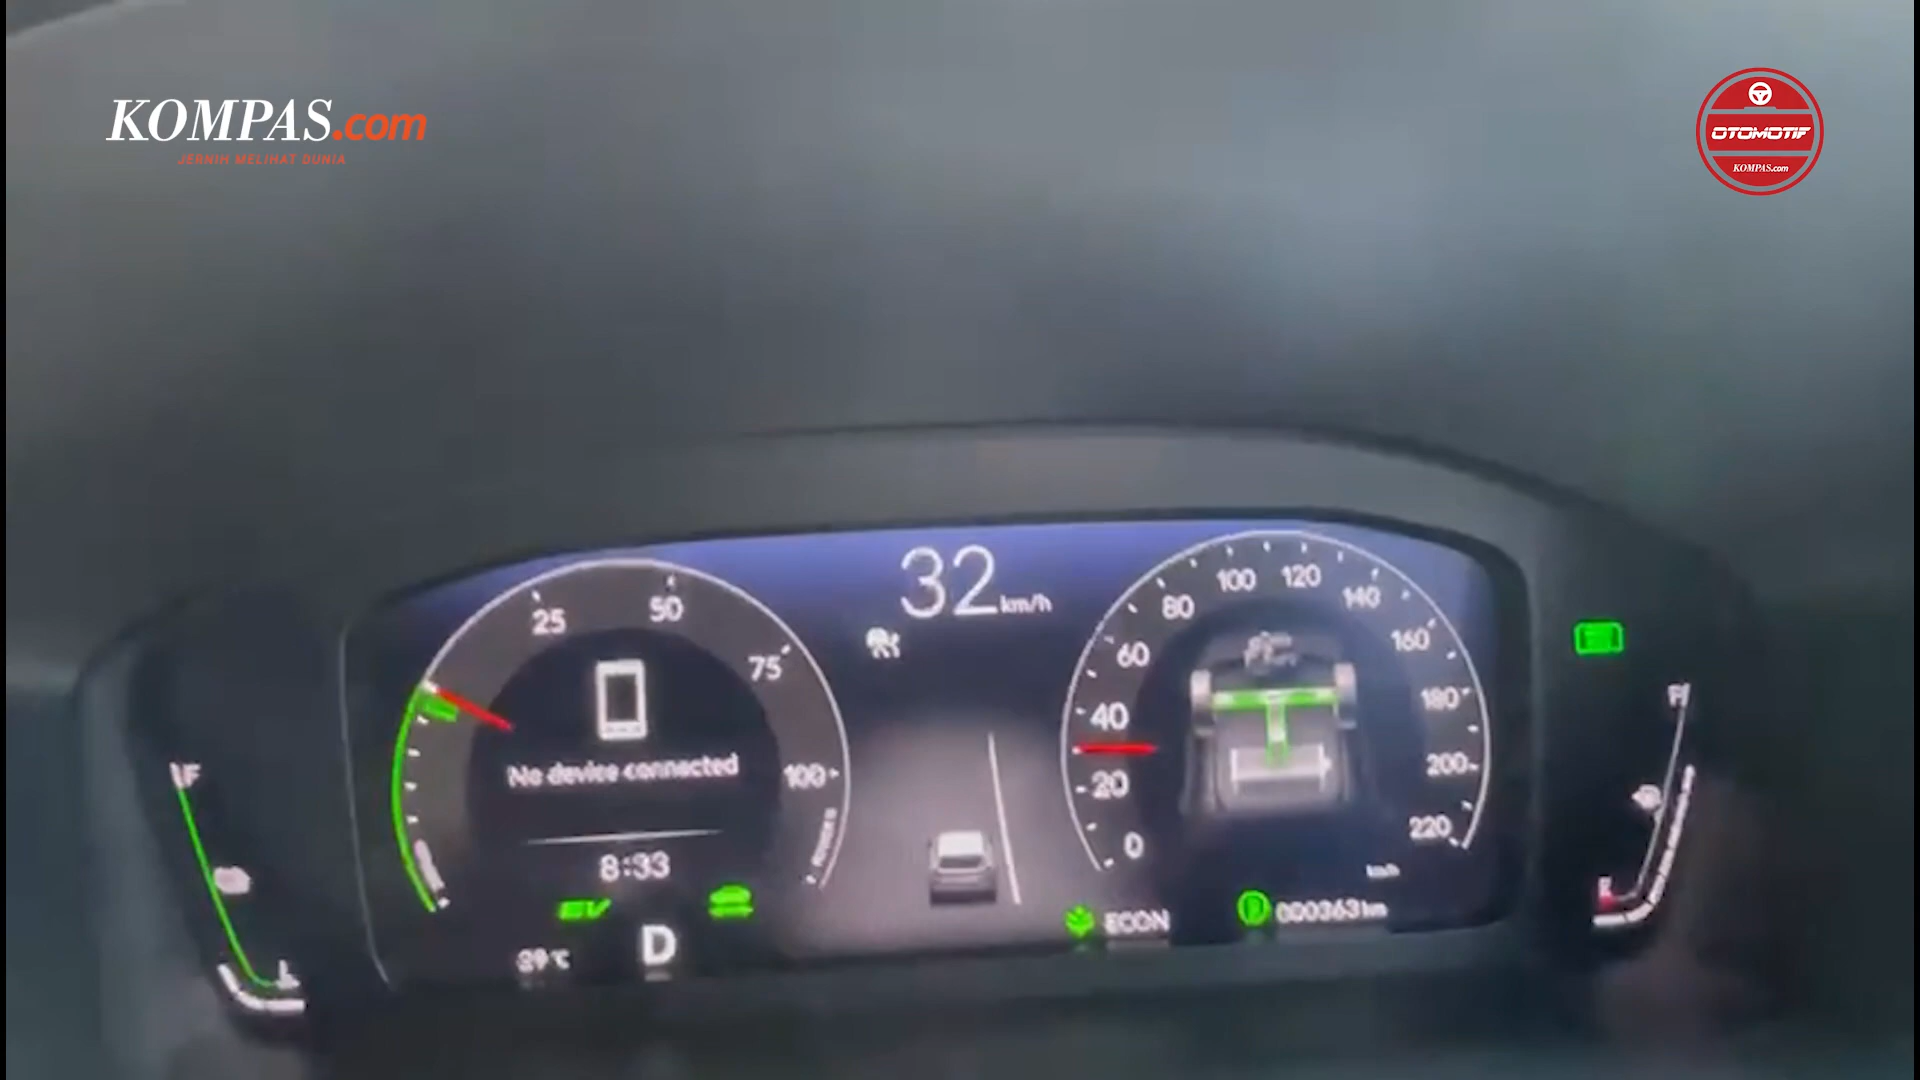 KOMPAS.com
JERNIH MELIHAT DUNIA
OTOMOTIF
KOMPAS.com
32 km/h
25
50
75
100
POWER
No device connected
8:33
EV
D
ECON
000363 km
0
20
40
60
80
100
120
140
160
180
200
220
km/h
F
L
F
E